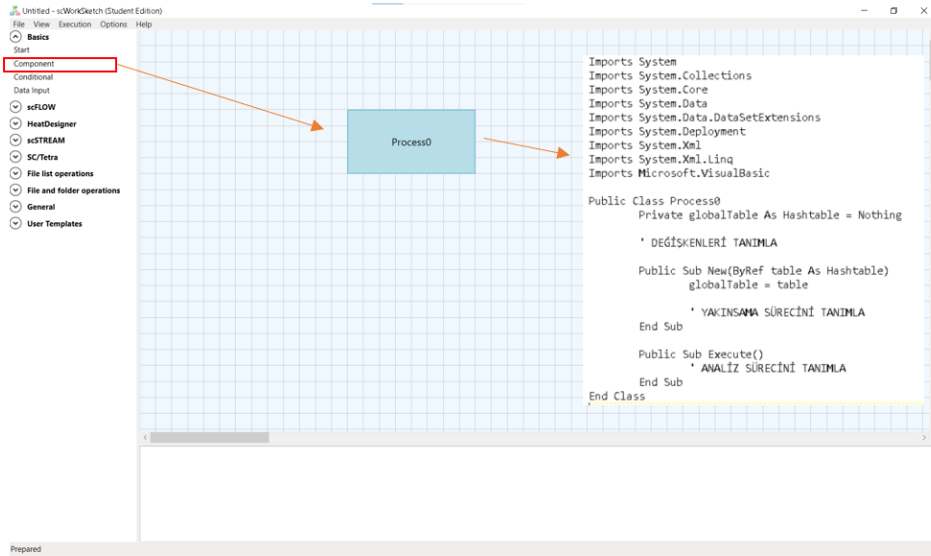 Untitled - scWorkSketch (Student Edition)
File View Execution Options Help
Basics
Start
Component
Conditional
Data Input
scFLOW
HeatDesigner
scSTREAM
SC/Tetra
File list operations
File and folder operations
General
User Templates
Process0
Imports System
Imports System.Collections
Imports System.Core
Imports System.Data
Imports System.Data.DataSetExtensions
Imports System.Deployment
Imports System.Xml
Imports System.Xml.Linq
Imports Microsoft.VisualBasic
Public Class Process0
Private globalTable As Hashtable = Nothing
' DEĞİŞKENLERİ TANIMLA
Public Sub New(ByRef table As Hashtable)
globalTable = table
' YAKINSAMA SÜRECİNİ TANIMLA
End Sub
Public Sub Execute()
' ANALİZ SÜRECİNİ TANIMLA
End Sub
End Class
Prepared